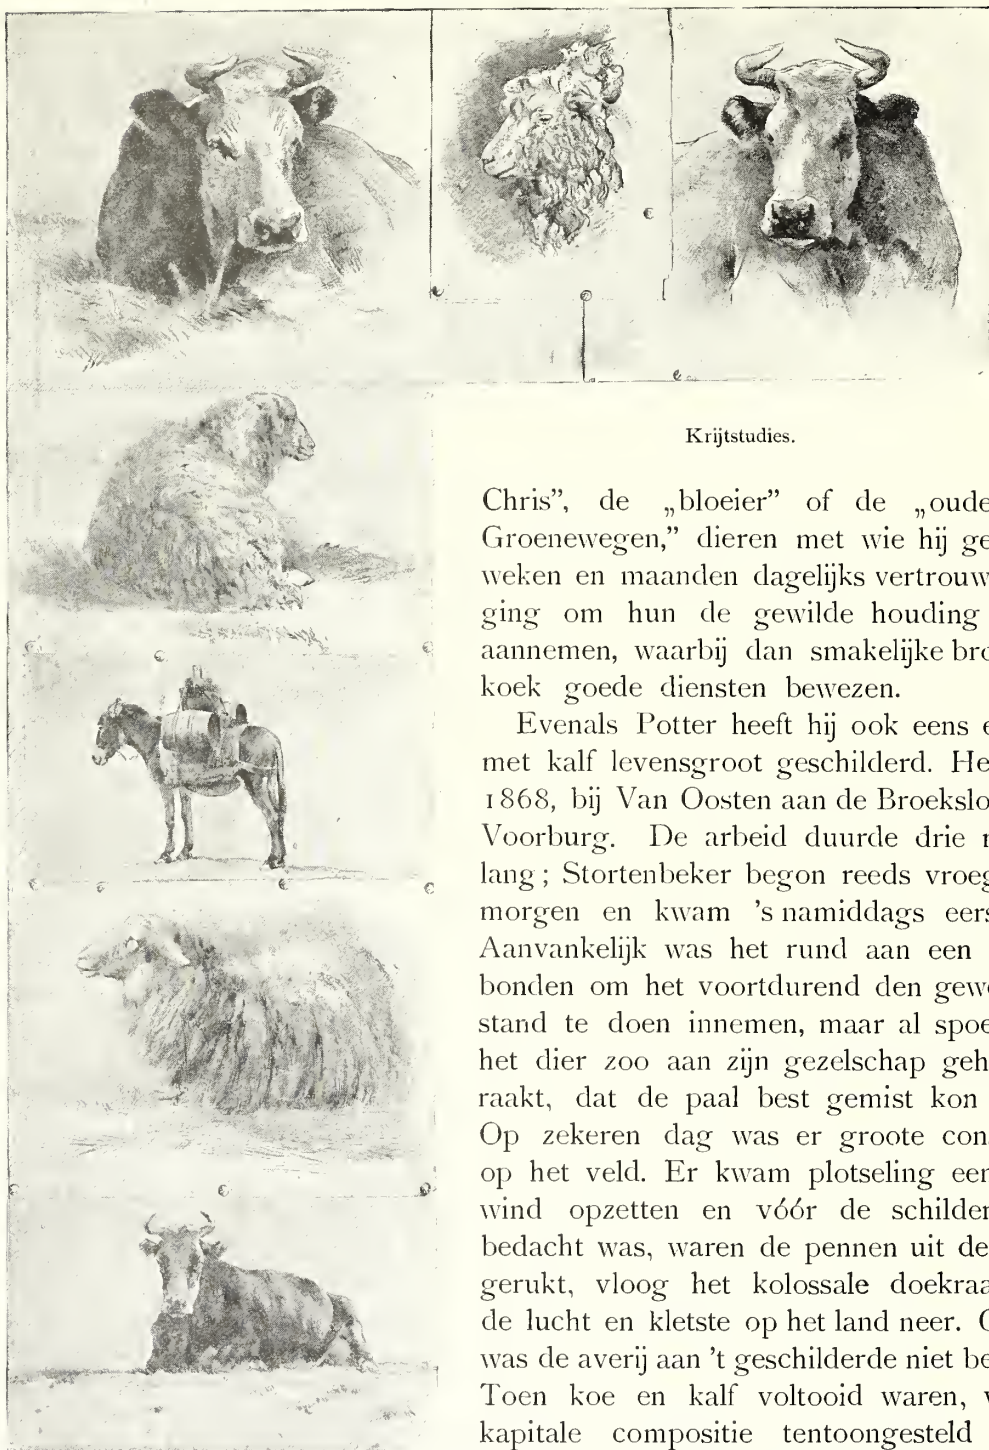 Krijtstudies.
Chris”, de „bloeier” of de „oude
Groenewegen,” dieren met wie hij ge
weken en maanden dagelijks vertrouw
ging om hun de gewilde houding
aannemen, waarbij dan smakelijke bro
koek goede diensten bewezen.
Evenals Potter heeft hij ook eens e
met kalf levensgroot geschilderd. He
1868, bij Van Oosten aan de Broekslo
Voorburg. De arbeid duurde drie
lang; Stortenbeker begon reeds vroeg
morgen en kwam ’s namiddags eers
Aanvankelijk was het rund aan een
bonden om het voortdurend den gew
stand te doen innemen, maar al spoe
het dier zoo aan zijn gezelschap geh
raakt, dat de paal best gemist kon
Op zekeren dag was er groote con
op het veld. Er kwam plotseling een
wind opzetten en vóór de schilder
bedacht was, waren de pennen uit de
gerukt, vloog het kolossale doekraa
de lucht en kletste op het land neer.
was de averij aan ’t geschilderde niet be
Toen koe en kalf voltooid waren,
kapitale compositie tentoongesteld